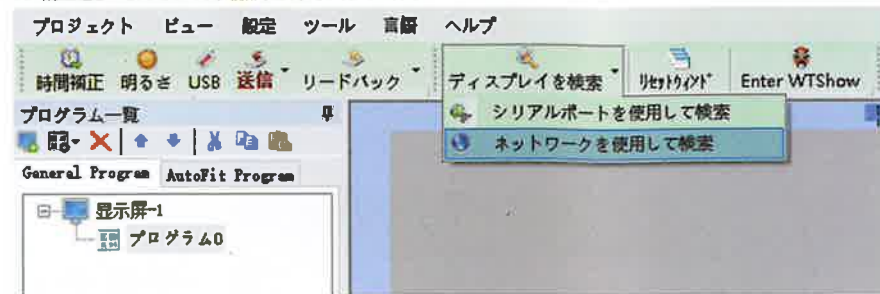 プロジェクト ビュー 設定 ツール 言語 ヘルプ
時間補正 明るさ USB 送信 リードバック ディスプレイを検索 リセットウィンド Enter WTShow
シリアルポートを使用して検索
ネットワークを使用して検索
プログラム一覧
General Program AutoFit Program
显示屏-1
プログラム0